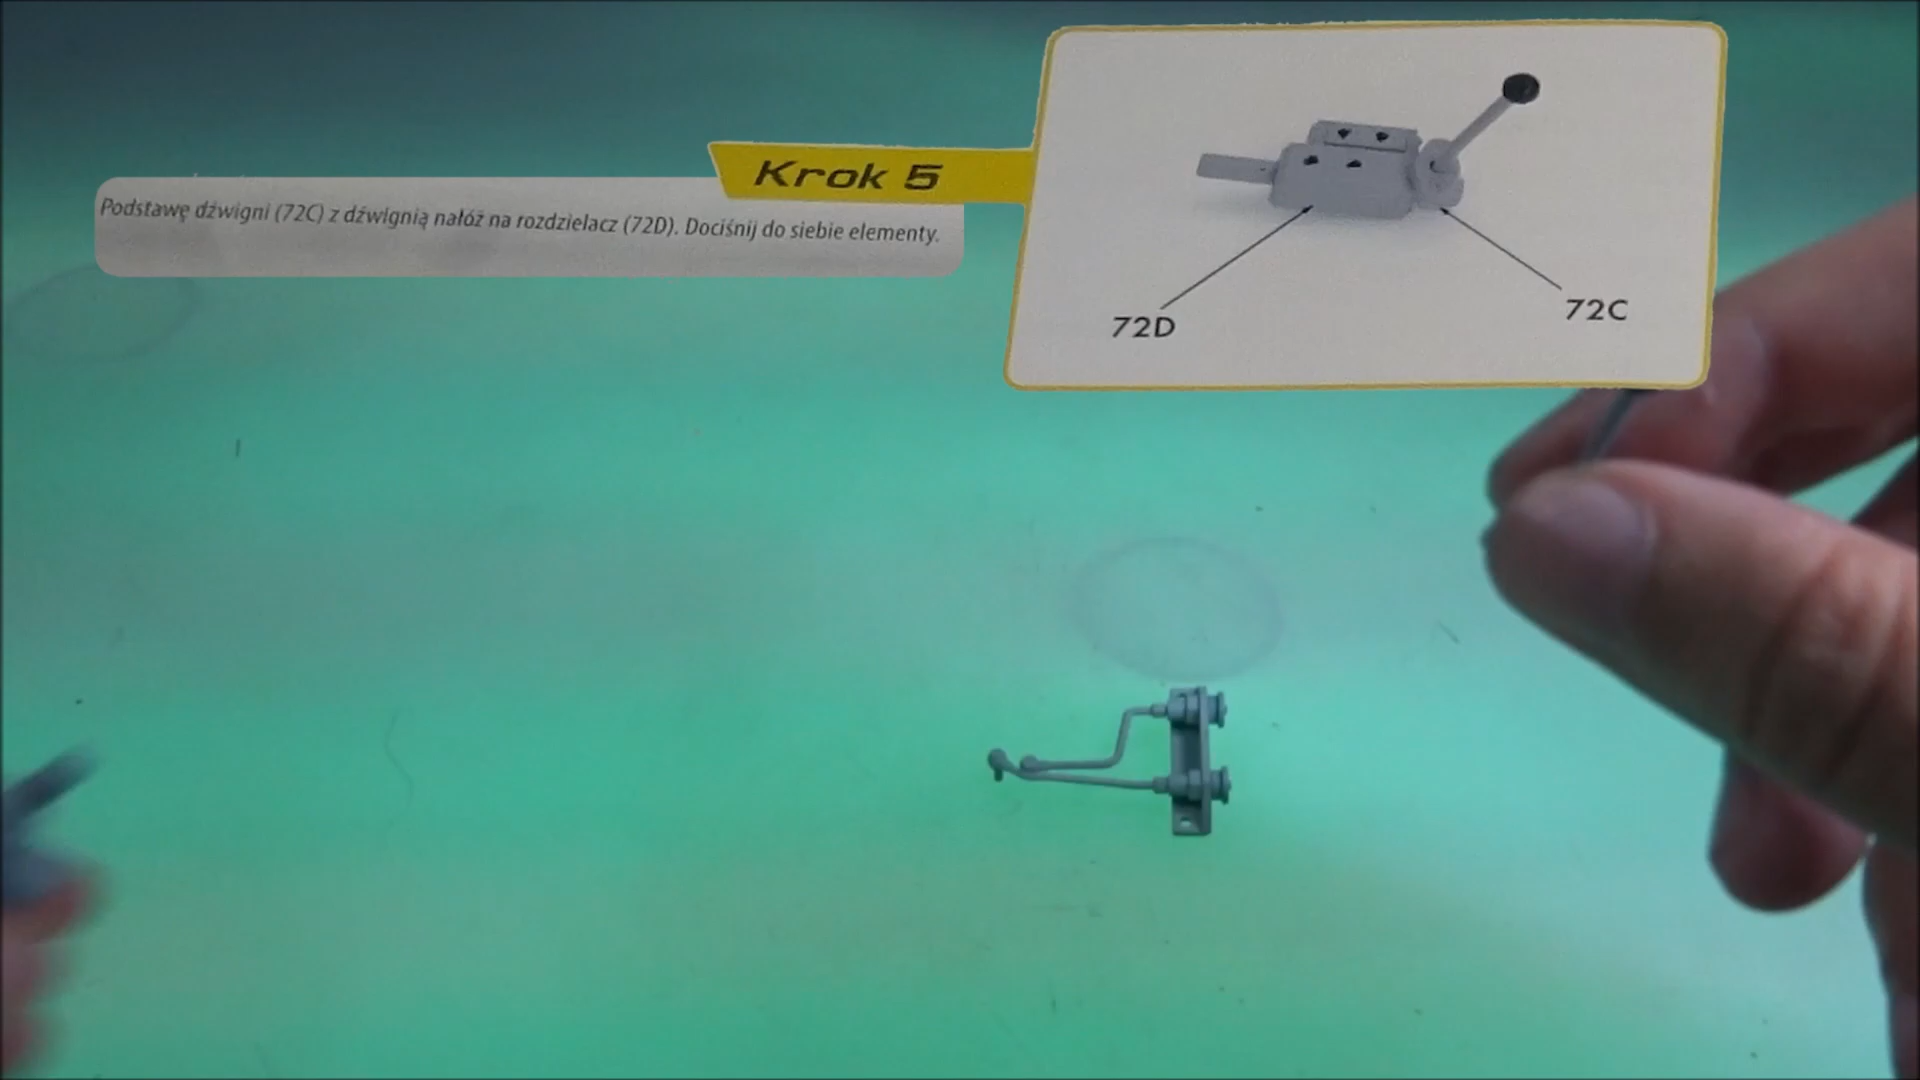 Krok 5
Podstawę dźwigni (72C) z dźwignią nałóż na rozdzielacz (72D). Dociśnij do siebie elementy.
72D
72C